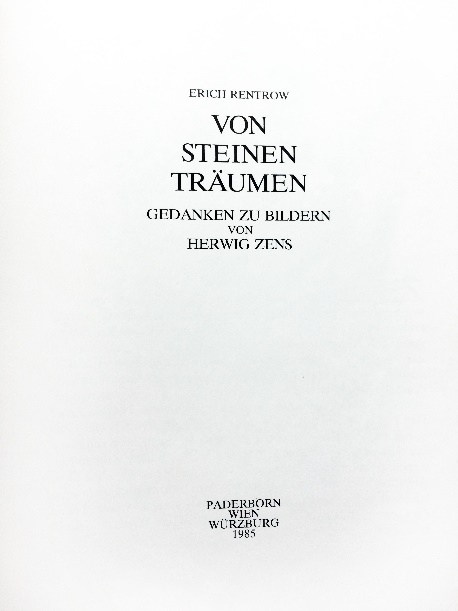 ERICH RENTROW
VON
STEINEN
TRÄUMEN
GEDANKEN ZU BILDERN
VON
HERWIG ZENS
PADERBORN
WIEN
WÜRZBURG
1985